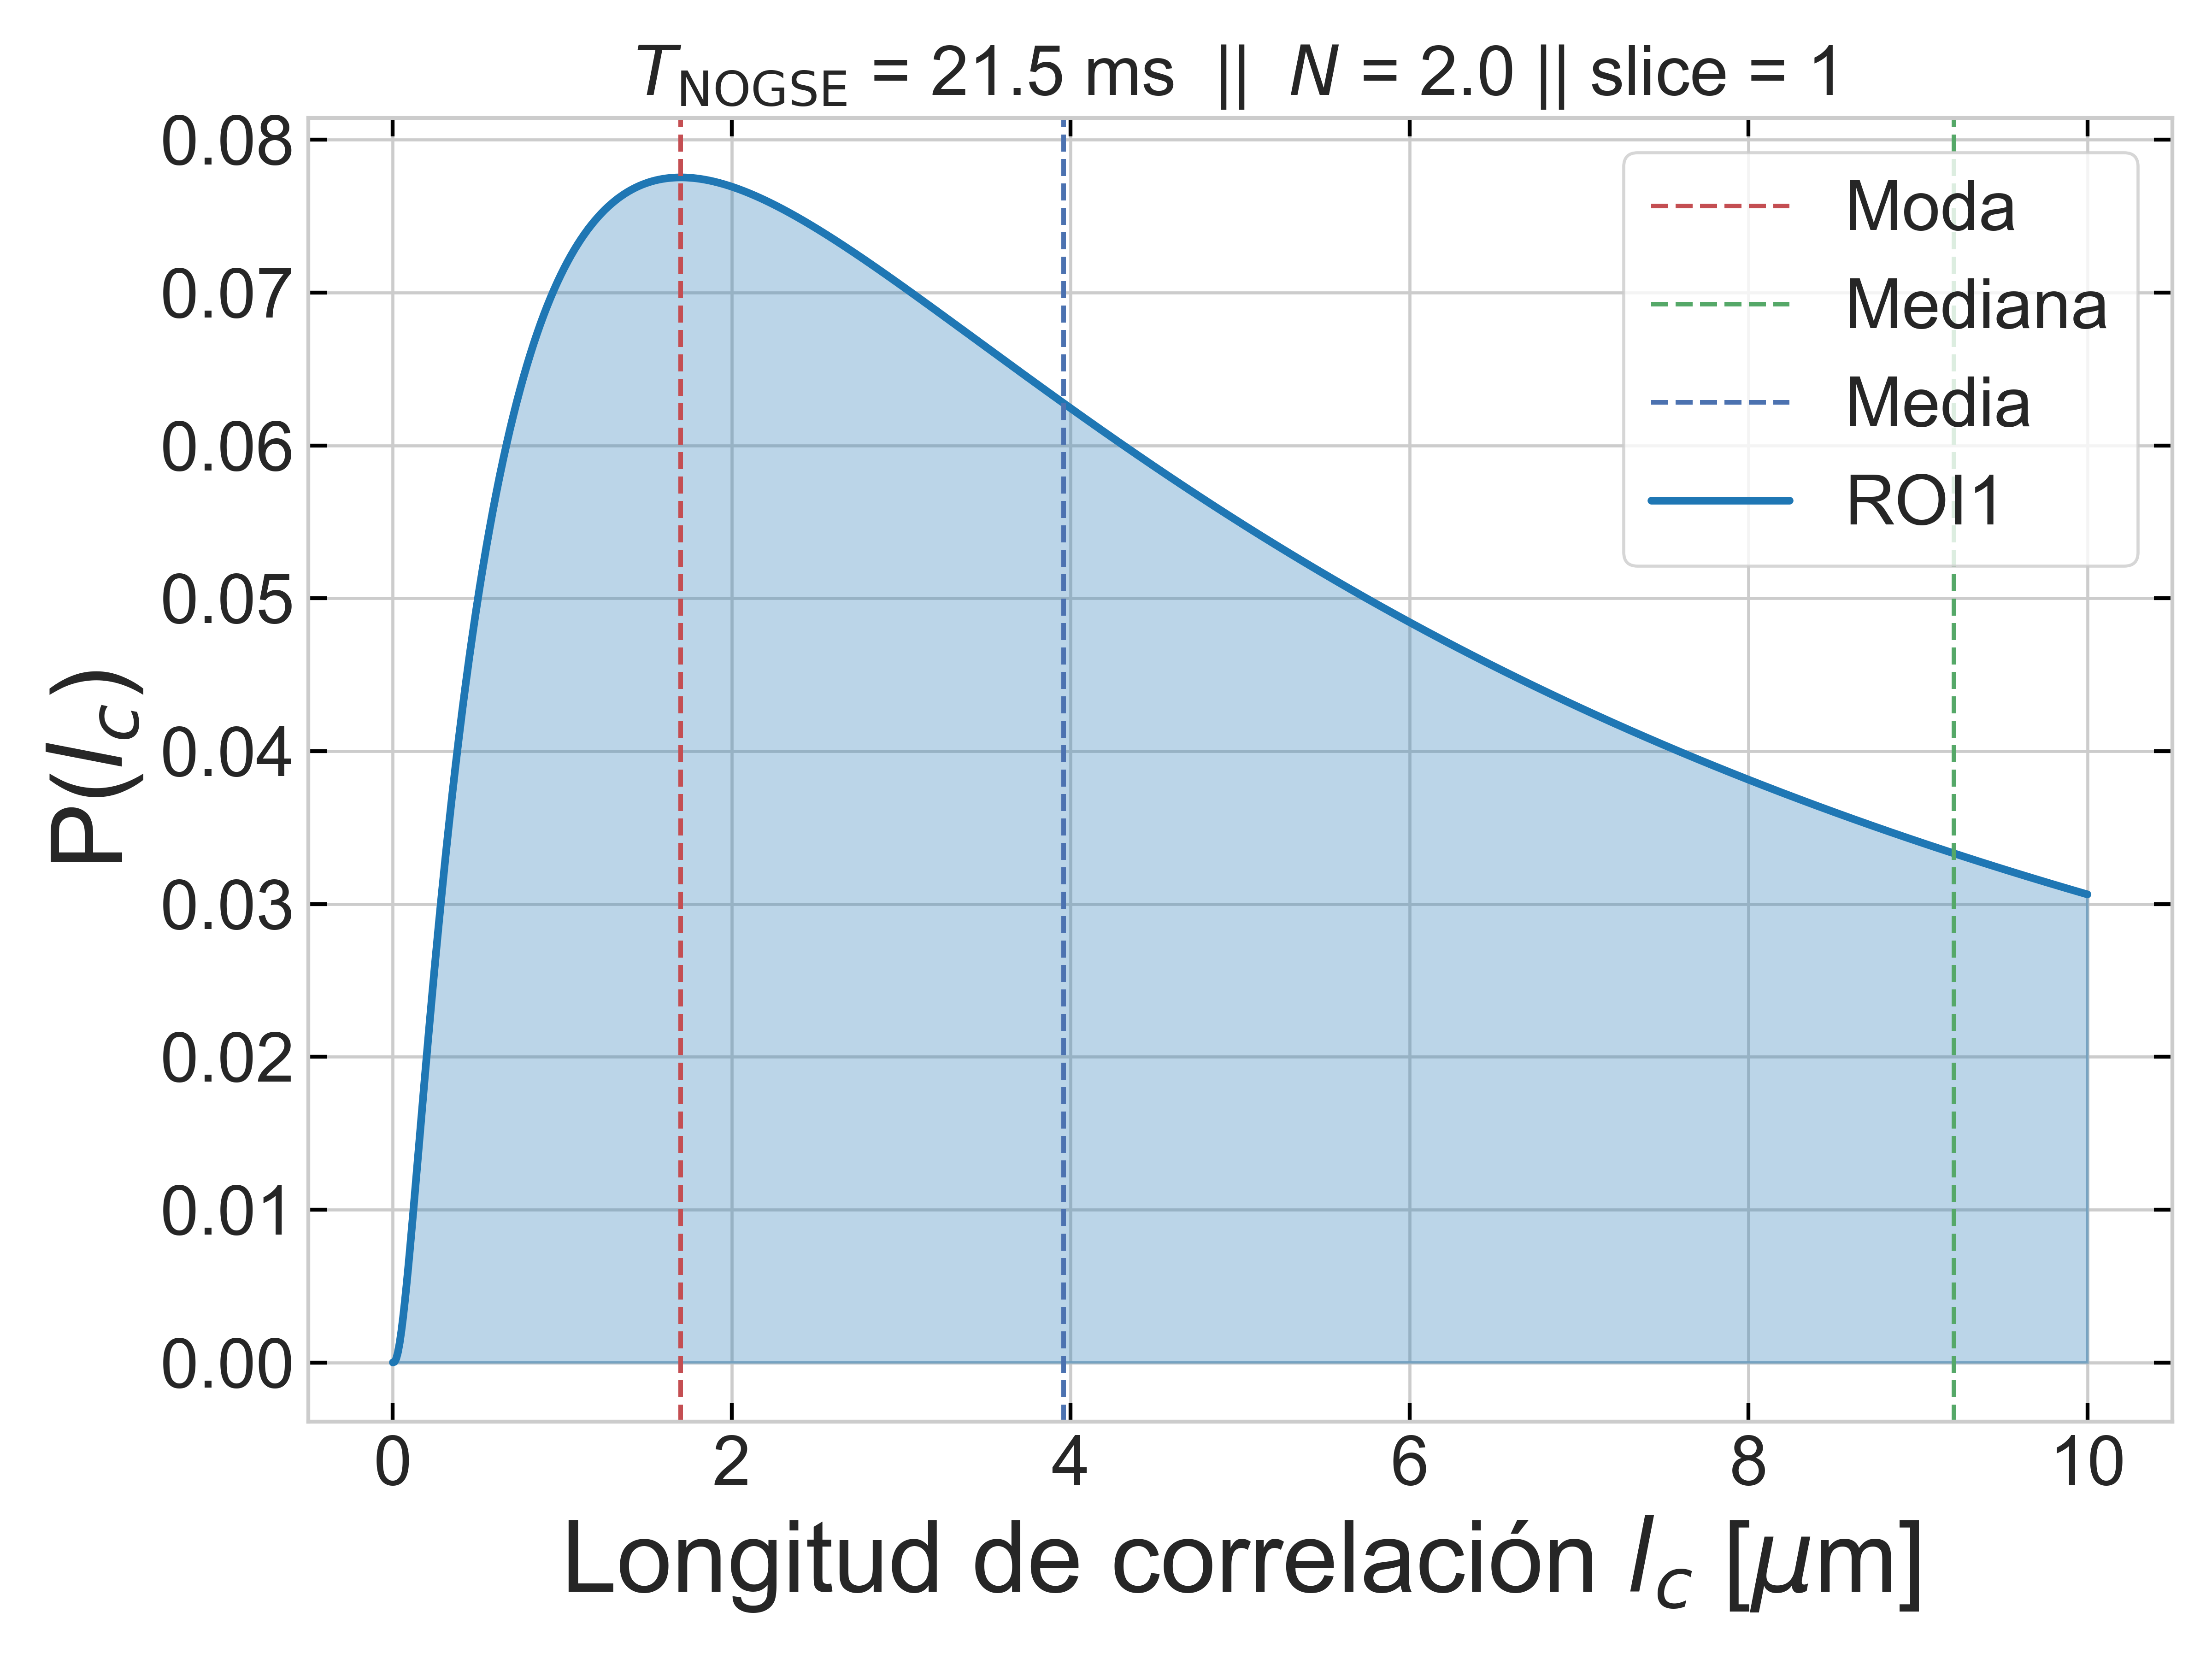 T_NOGSE = 21.5 ms || N = 2.0 || slice = 1
0.08
0.07
0.06
0.05
0.04
0.03
0.02
0.01
0.00
P(l_c)
Moda
Mediana
Media
ROI1
0 2 4 6 8 10
Longitud de correlación l_c [μm]